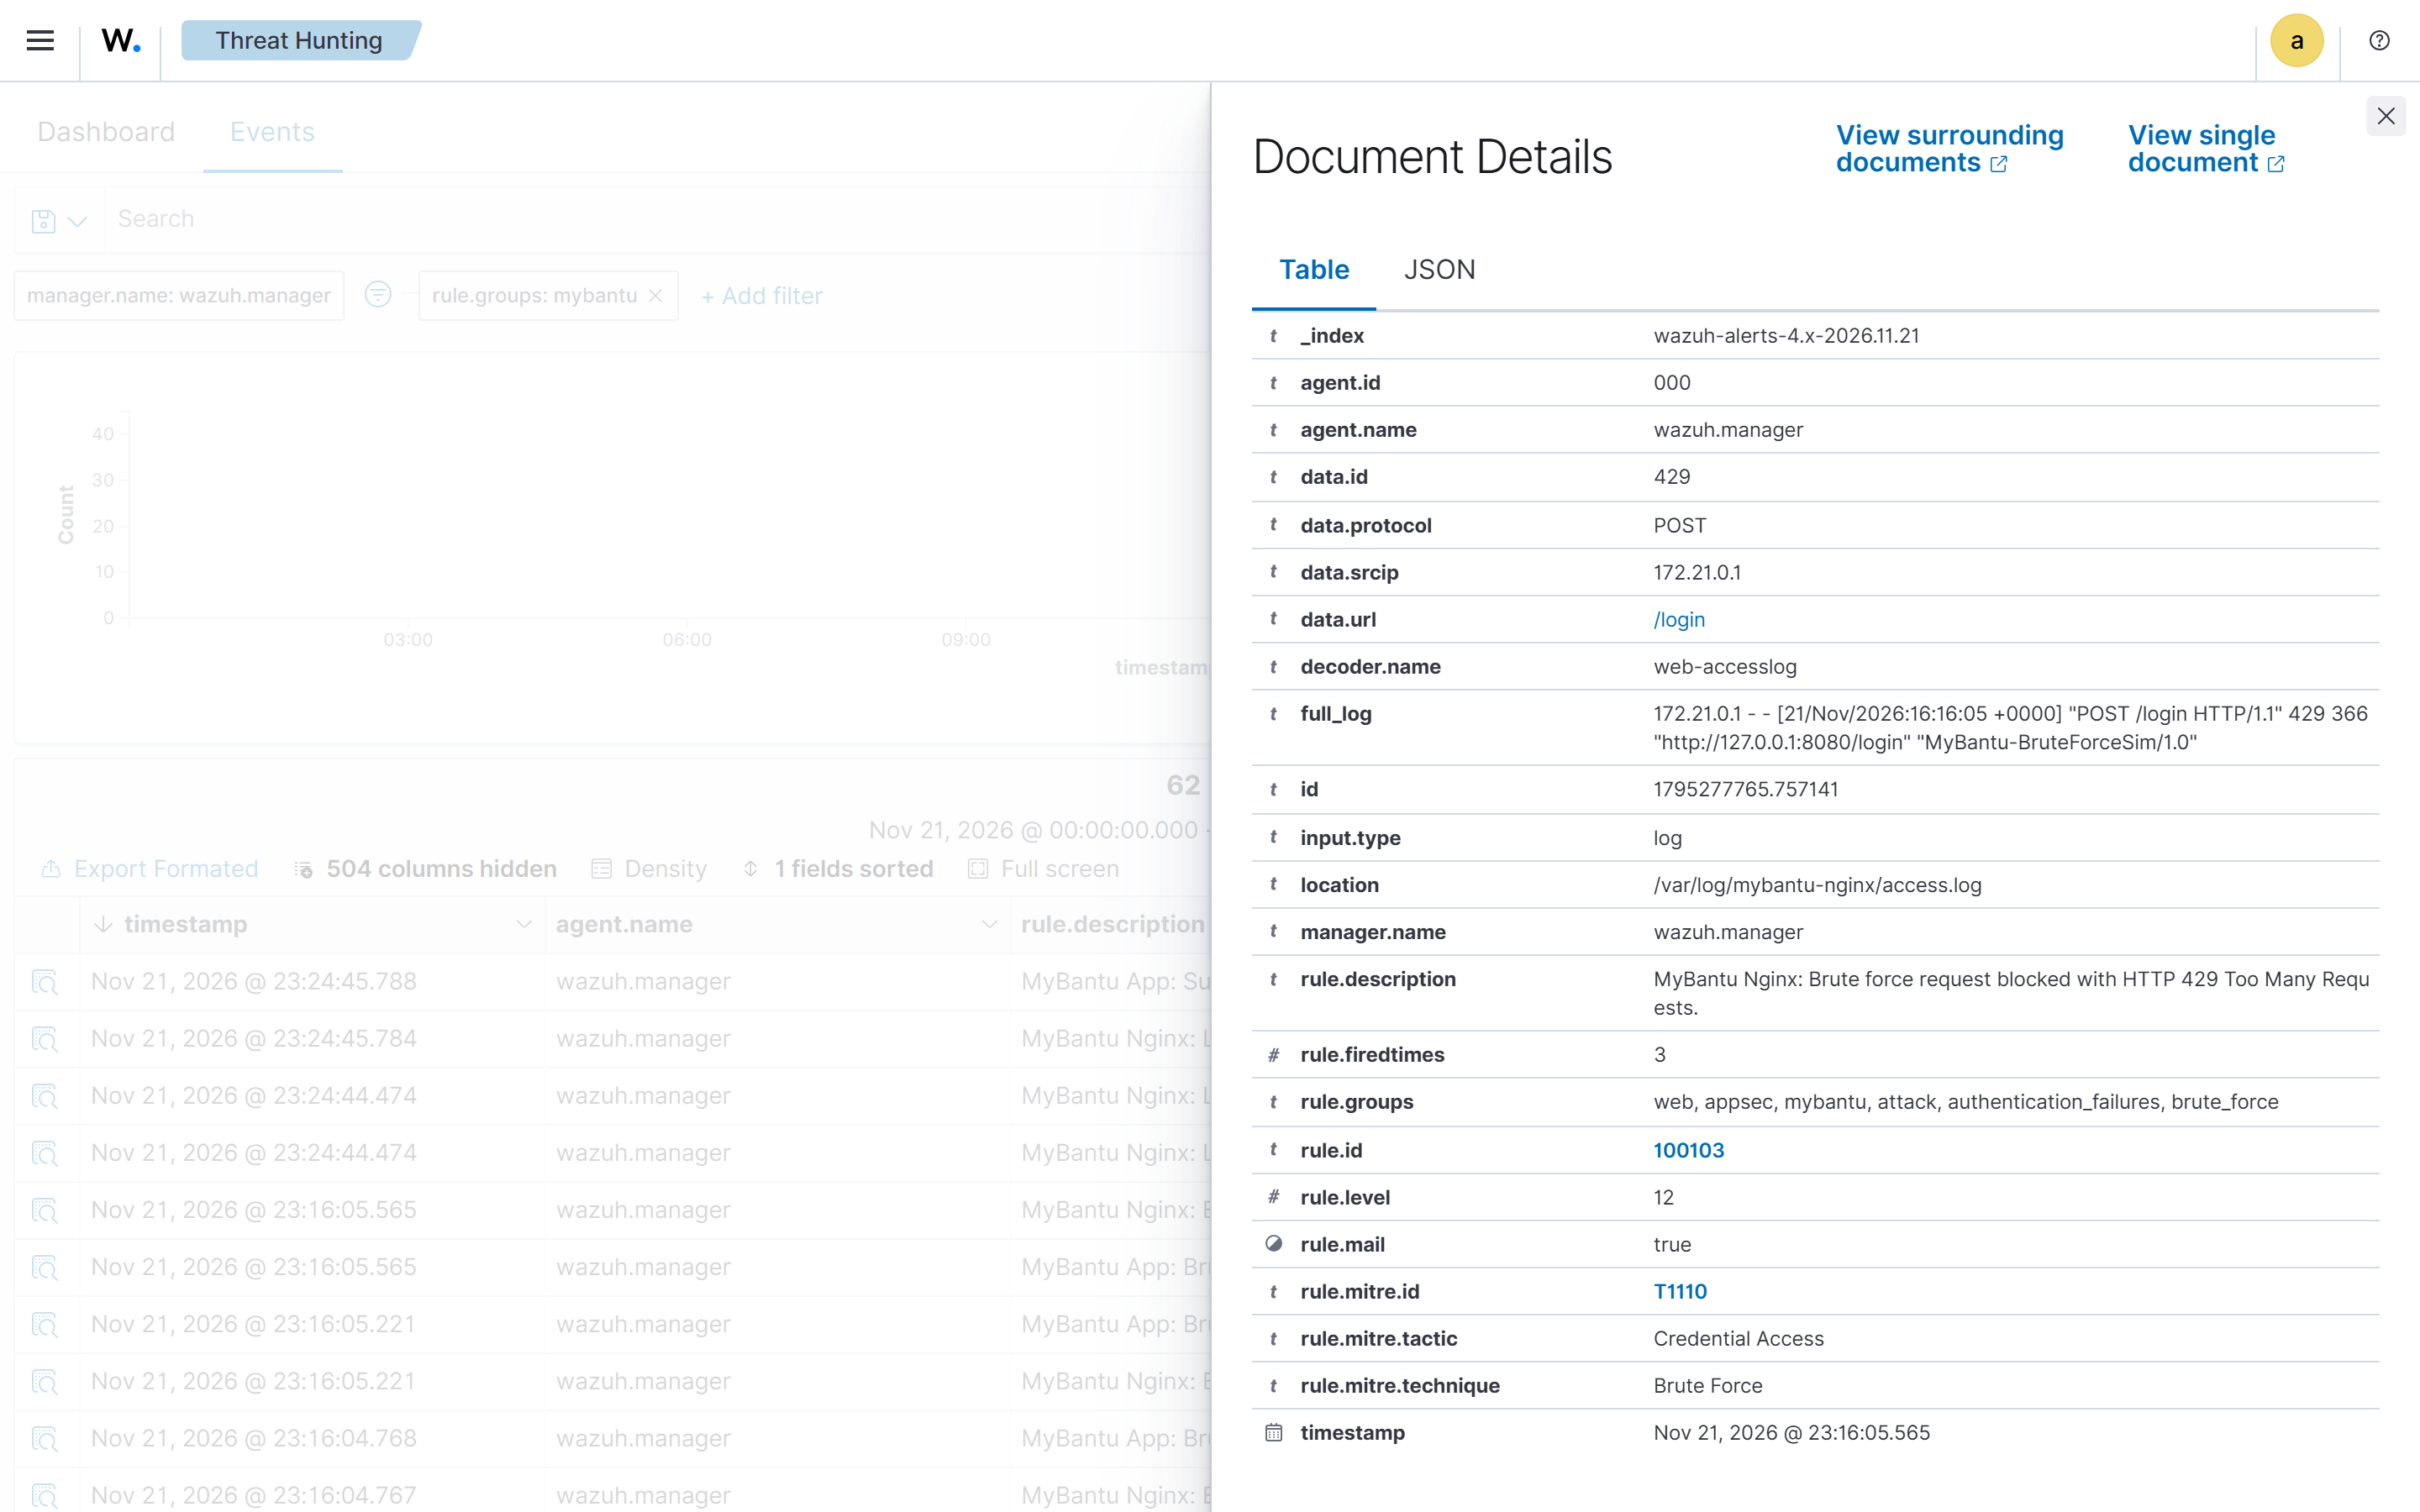 W.
Threat Hunting
a
Dashboard
Events
Search
manager.name: wazuh.manager
rule.groups: mybantu
+ Add filter
Count
40
30
20
10
0
03:00
06:00
09:00
62
Nov 21, 2026 @ 00:00:00.000 -
Export Formated
504 columns hidden
Density
1 fields sorted
Full screen
timestamp agent.name rule.description
Nov 21, 2026 @ 23:24:45.788 wazuh.manager MyBantu App:
Nov 21, 2026 @ 23:24:45.784 wazuh.manager MyBantu Nginx:
Nov 21, 2026 @ 23:24:44.474 wazuh.manager MyBantu Nginx:
Nov 21, 2026 @ 23:24:44.474 wazuh.manager MyBantu Nginx:
Nov 21, 2026 @ 23:16:05.565 wazuh.manager MyBantu Nginx:
Nov 21, 2026 @ 23:16:05.565 wazuh.manager MyBantu App:
Nov 21, 2026 @ 23:16:05.221 wazuh.manager MyBantu App:
Nov 21, 2026 @ 23:16:05.221 wazuh.manager MyBantu Nginx:
Nov 21, 2026 @ 23:16:04.768 wazuh.manager MyBantu App:
Nov 21, 2026 @ 23:16:04.767 wazuh.manager MyBantu Nginx:
Document Details
View surrounding
documents
View single
document
Table
JSON
t _index wazuh-alerts-4.x-2026.11.21
t agent.id 000
t agent.name wazuh.manager
t data.id 429
t data.protocol POST
t data.srcip 172.21.0.1
t data.url /login
t decoder.name web-accesslog
t full_log 172.21.0.1 - - [21/Nov/2026:16:16:05 +0000] "POST /login HTTP/1.1" 429 366
"http://127.0.0.1:8080/login" "MyBantu-BruteForceSim/1.0"
t id 1795277765.757141
t input.type log
t location /var/log/mybantu-nginx/access.log
t manager.name wazuh.manager
t rule.description MyBantu Nginx: Brute force request blocked with HTTP 429 Too Many Requ
ests.
# rule.firedtimes 3
t rule.groups web, appsec, mybantu, attack, authentication_failures, brute_force
t rule.id 100103
# rule.level 12
rule.mail true
t rule.mitre.id T1110
t rule.mitre.tactic Credential Access
t rule.mitre.technique Brute Force
timestamp Nov 21, 2026 @ 23:16:05.565